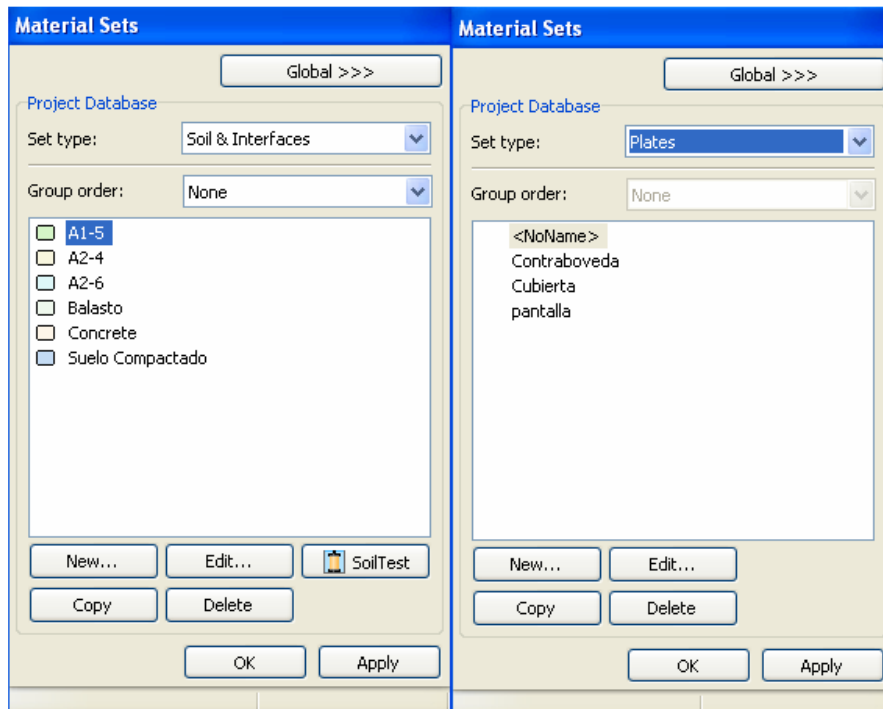 Material Sets
Global >>>
Project Database
Set type:
Soil & Interfaces
Group order:
None
A1-5
A2-4
A2-6
Balasto
Concrete
Suelo Compactado
New...
Edit...
SoilTest
Copy
Delete
OK
Apply
Material Sets
Global >>>
Project Database
Set type:
Plates
Group order:
None
<NoName>
Contraboveda
Cubierta
pantalla
New...
Edit...
Copy
Delete
OK
Apply